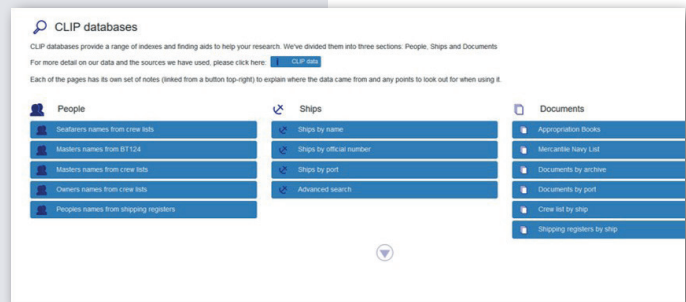 CLIP databases
CLIP databases provide a range of indexes and finding aids to help your research. We've divided them into three sections: People, Ships and Documents
For more detail on our data and the sources we have used, please click here: CLIP data
Each of the pages has its own set of notes (linked from a button top-right) to explain where the data came from and any points to look out for when using it.
People
Seafarers names from crew lists
Masters names from BT124
Masters names from crew lists
Owners names from crew lists
Peoples names from shipping registers
Ships
Ships by name
Ships by official number
Ships by port
Advanced search
Documents
Appropriation Books
Mercantile Navy List
Documents by archive
Documents by port
Crew list by ship
Shipping registers by ship